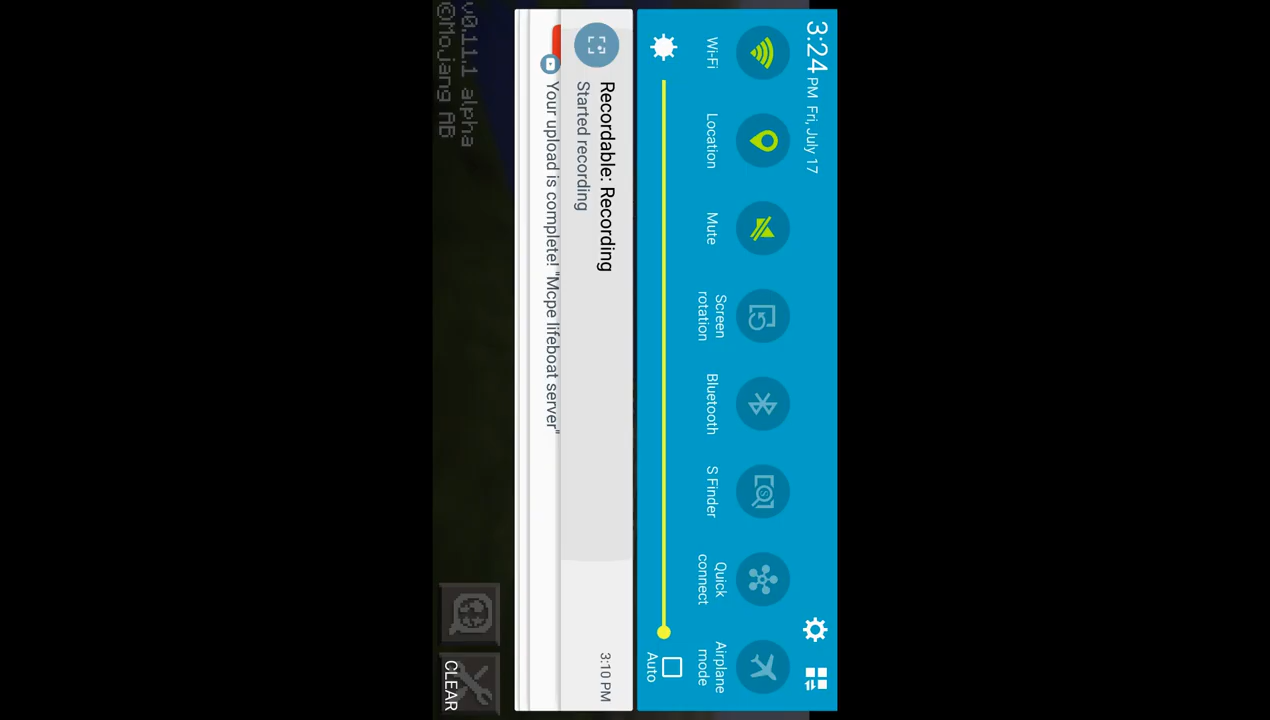 3:24 PM Fri, July 17
Wi-Fi
Location
Mute
Screen
rotation
Bluetooth
S Finder
Quick
connect
Airplane
mode
Auto
Recordable: Recording
3:10 PM
Started recording
Your upload is complete! "Mcpe lifeboat server"
v0.11.1 alpha
©Mojang AB
CLEAR